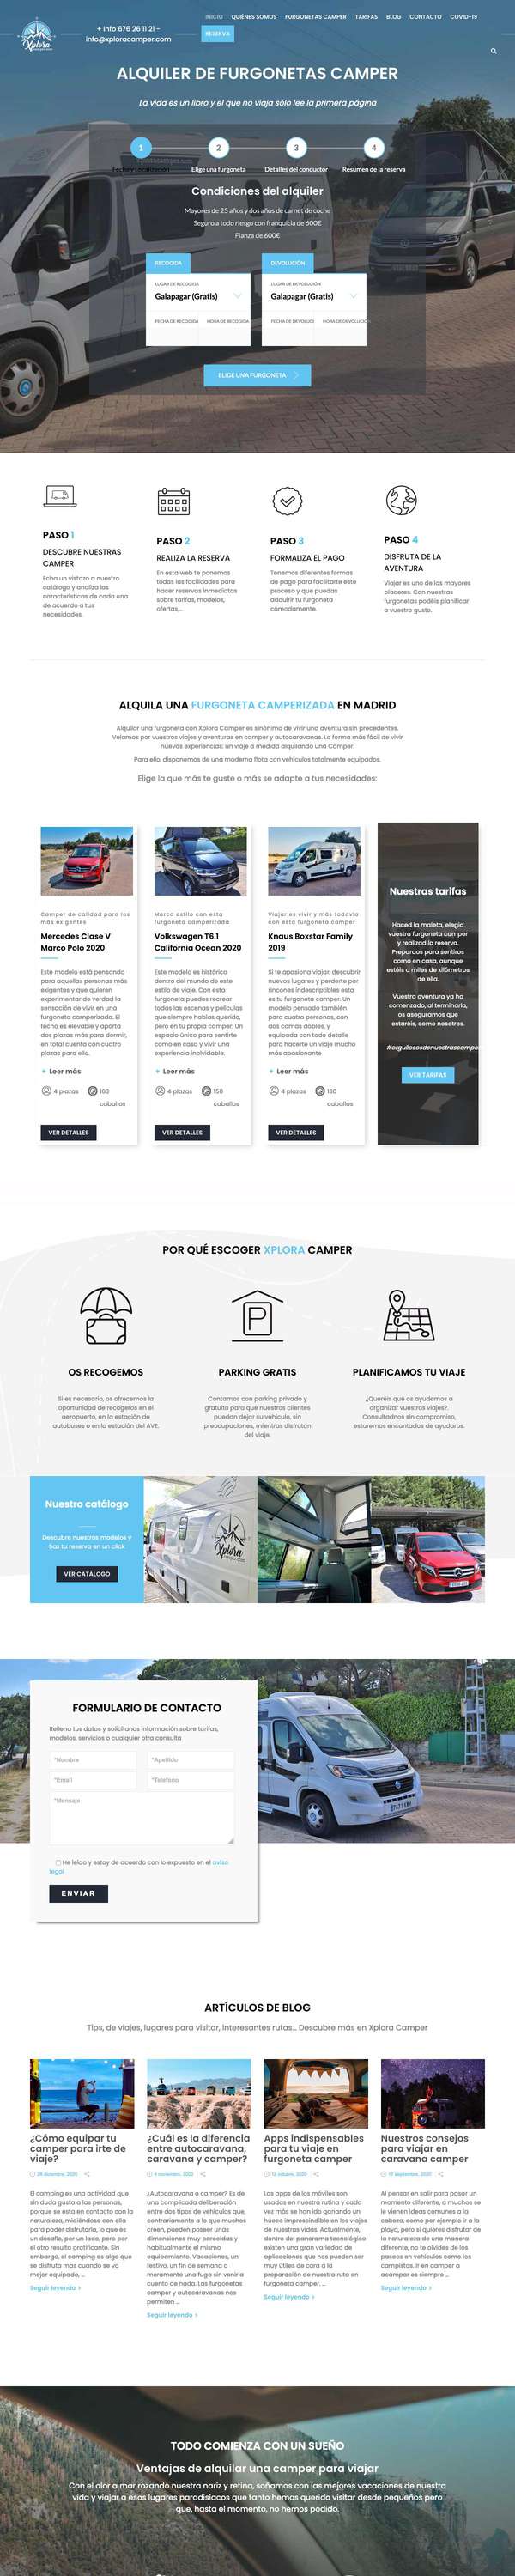 INICIO QUIÉNES SOMOS FURGONETAS CAMPER TARIFAS BLOG CONTACTO COVID-19
+ Info 676 26 11 21 -
info@xploracamper.com
RESERVA
Xplora
ALQUILER DE FURGONETAS CAMPER
La vida es un libro y el que no viaja sólo lee la primera página
1 2 3 4
Fecha y Localización Elige una furgoneta Detalles del conductor Resumen de la reserva
Condiciones del alquiler
Mayores de 25 años y dos años de carnet de coche
Seguro a todo riesgo con franquicia de 600€
Fianza de 600€
RECOGIDA DEVOLUCIÓN
LUGAR DE RECOGIDA LUGAR DE DEVOLUCIÓN
Galapagar (Gratis) Galapagar (Gratis)
FECHA DE RECOGIDA HORA DE RECOGIDA
ELIGE UNA FURGONETA
PASO 1
DESCUBRE NUESTRAS
CAMPER
Echa un vistazo a nuestro
catálogo y analiza las
características de cada una
de acuerdo a tus
necesidades.
PASO 2
REALIZA LA RESERVA
En esta web te ponemos
todas las facilidades para
hacer reservas inmediatas
sobre tarifas, modelos,
ofertas,...
PASO 3
FORMALIZA EL PAGO
Tenemos diferentes formas
de pago para facilitarte este
proceso y que puedas
adquirir tu furgoneta
cómodamente.
PASO 4
DISFRUTA DE LA
AVENTURA
Viajar es uno de los mayores
placeres. Con nuestras
furgonetas podéis planificar
a vuestro gusto.
ALQUILA UNA FURGONETA CAMPERIZADA EN MADRID
Alquilar una furgoneta con Xplora Camper es sinónimo de vivir una aventura sin precedentes.
Velamos por vuestros viajes y aventuras en camper y autocaravanas. La forma más fácil de vivir
nuevas experiencias: un viaje a medida alquilando una Camper.
Para ello, disponemos de una moderna flota con vehículos totalmente equipados.
Elige la que más te guste o más se adapte a tus necesidades:
Camper de calidad para los
más exigentes
Mercedes Clase V
Marco Polo 2020
Este modelo está pensando
para aquellas personas más
exigentes y que quieren
experimentar de verdad la
sensación de vivir en una
furgoneta camperizada. El
techo es elevable y aporta
dos plazas más para dormir,
en total cuenta con cuatro
plazas para ello.
+ Leer más
4 plazas 163
caballos
VER DETALLES
Marca estilo con esta
furgoneta camperizada
Volkswagen T6.1
California Ocean 2020
Este modelo es histórico
dentro del mundo de este
estilo de vida. Con esta
furgoneta puedes recrear
todas las escenas y películas
que siempre habías querido,
pero en tu propia camper. Un
vehículo para sentirte
como en casa y vivir una
experiencia inolvidable.
+ Leer más
4 plazas 150
caballos
VER DETALLES
Viajar es vivir y más todavía
con esta furgoneta camper
Knaus Boxstar Family
2019
Si te apasiona viajar, descubrir
nuevos lugares y perderte por
rincones indescriptibles esta
es tu furgoneta camper. Un
modelo pensado también
para cuatro personas, con
dos camas dobles, y
equipada como se debe
para hacerte un viaje mucho
más apasionante
+ Leer más
4 plazas 130
caballos
VER DETALLES
Nuestras tarifas
Haced la maleta, elegid
vuestra furgoneta camper
y realizad la reserva.
Preparaos para sentiros
como en casa, aunque
estéis a miles de kilómetros
de ella.
Vuestra aventura ya ha
comenzado, al terminarla,
os aseguramos que
estaréis, como nosotros.
#orgullososdenuestrascampe
VER TARIFAS
POR QUÉ ESCOGER XPLORA CAMPER
OS RECOGEMOS
Si es necesario, os ofrecemos la
oportunidad de recogeros en el
aeropuerto, en la estación de
autobuses o en la estación del AVE.
PARKING GRATIS
Contamos con parking privado y
gratuito para que nuestros clientes
puedan dejar su vehículo, sin
preocupaciones, mientras disfrutan
del viaje.
PLANIFICAMOS TU VIAJE
¿Queréis qué os ayudemos a
organizar vuestros viajes?.
Consultadnos sin compromiso,
estaremos encantados de ayudaros.
Nuestro catálogo
Descubre nuestros modelos y
haz tu reserva en un click
VER CATÁLOGO
Xplora
FORMULARIO DE CONTACTO
Rellena tus datos y solicítanos información sobre tarifas,
modelos, servicios o cualquier otra consulta
*Nombre *Apellido
*Email *Telefono
*Mensaje
He leído y estoy de acuerdo con lo expuesto en el aviso
legal
ENVIAR
ARTÍCULOS DE BLOG
Tips, de viajes, lugares para visitar, interesantes rutas... Descubre más en Xplora Camper
¿Cómo equipar tu
camper para irte de
viaje?
29 diciembre, 2020
El camping es una actividad que
sin duda gusta a las personas,
porque es esta en contacto con la
naturaleza, midiéndose con ella
para poder disfrutarla, lo que es
un desafío, por un lado, pero por
el otro resulta gratificante. Sin
embargo, el camping es algo que
se disfruta mas cuando se va
mejor equipado, ...
Seguir leyendo >
¿Cuál es la diferencia
entre autocaravana,
caravana y camper?
4 noviembre, 2020
¿Autocaravana o camper? Es de
una complicada deliberación
entre dos tipos de vehículos que,
contrariamente a lo que muchos
creen, pueden poseer unas
dimensiones muy parecidas y
habitualmente el mismo
equipamiento. Vacaciones, un
festivo, un fin de semana o
meramente una fuga sin venir a
cuento de nada. Las furgonetas
camper y autocaravanas nos
permiten ...
Seguir leyendo >
Apps indispensables
para tu viaje en
furgoneta camper
10 octubre, 2020
Las apps de los móviles son
usadas en nuestra rutina y cada
vez más se han ido ganando un
hueco imprescindible en los viajes
de nuestras vidas. Actualmente,
dentro del panorama tecnológico
existen una gran variedad de
aplicaciones que nos pueden ser
muy útiles de cara a la
preparación de nuestra ruta en
furgoneta camper. ...
Seguir leyendo >
Nuestros consejos
para viajar en
caravana camper
17 septiembre, 2020
Al pensar en salir para pasar un
momento diferente, a muchos se
le vienen ideas comunes a la
cabeza, como por ejemplo ir a la
playa, pero si quieres disfrutar de
la naturaleza de una manera
distinta, no te olvides de los
paseos en vehículos como las
campistas. Ir en camper a
acampar es siempre ...
Seguir leyendo >
TODO COMIENZA CON UN SUEÑO
Ventajas de alquilar una camper para viajar
Con el olor a mar rozando nuestra nariz y retina, soñamos con las mejores vacaciones de nuestra
vida y viajar a esos lugares paradisíacos que tanto hemos querido visitar desde pequeños pero
que, hasta el momento, no hemos podido.